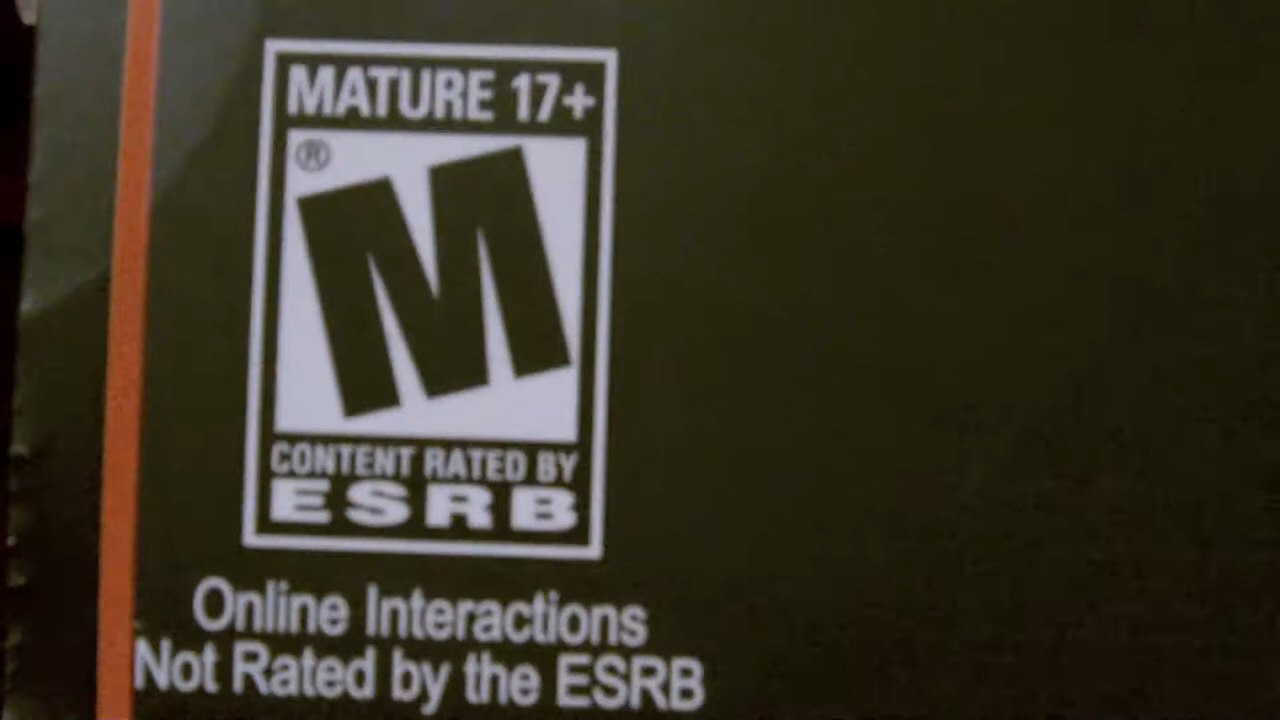 MATURE 17+
®
M
CONTENT RATED BY
ESRB
Online Interactions
Not Rated by the ESRB